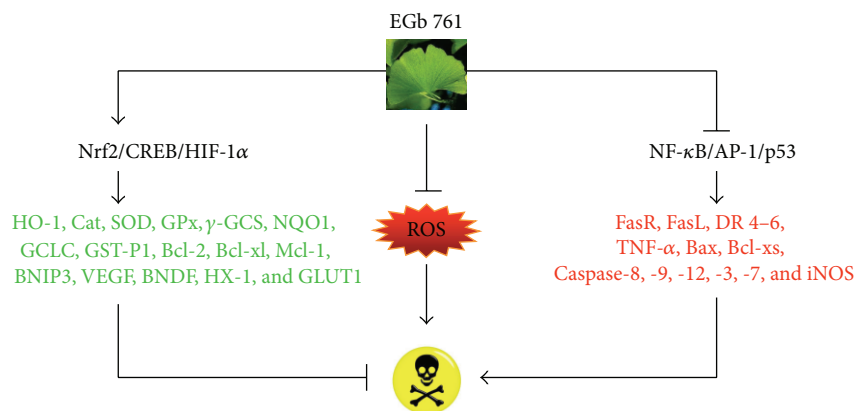 EGb 761
Nrf2/CREB/HIF-1α
NF-κB/AP-1/p53
HO-1, Cat, SOD, GPx, γ-GCS, NQO1,
GCLC, GST-P1, Bcl-2, Bcl-xl, Mcl-1,
BNIP3, VEGF, BNDF, HX-1, and GLUT1
ROS
FasR, FasL, DR 4–6,
TNF-α, Bax, Bcl-xs,
Caspase-8, -9, -12, -3, -7, and iNOS